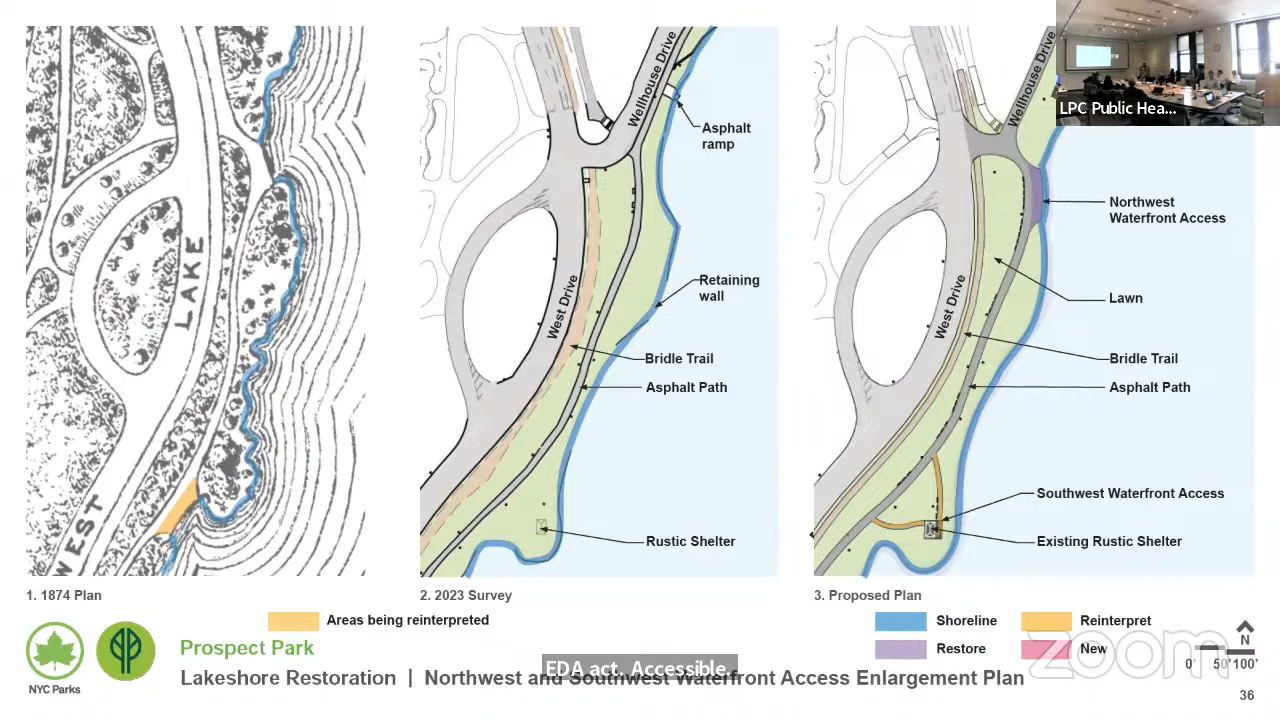 LPC Public Hea...
LAKE
WEST
Wellhouse Drive
Asphalt
ramp
Retaining
wall
West Drive
Bridle Trail
Asphalt Path
Rustic Shelter
Wellhouse Drive
Northwest
Waterfront Access
Lawn
West Drive
Bridle Trail
Asphalt Path
Southwest Waterfront Access
Existing Rustic Shelter
1. 1874 Plan
2. 2023 Survey
3. Proposed Plan
Areas being reinterpreted
Shoreline
Reinterpret
Restore
New
Prospect Park
Lakeshore Restoration | Northwest and Southwest Waterfront Access Enlargement Plan
EDA act. Accessible
NYC Parks
zoom
N
0' 50' 100'
36